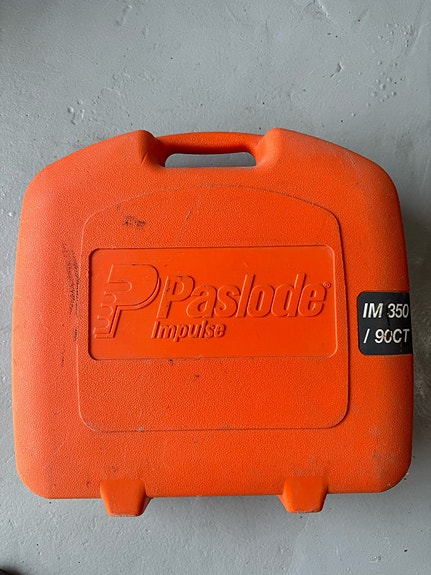 Paslode®
Impulse
IM 350
/ 90CT